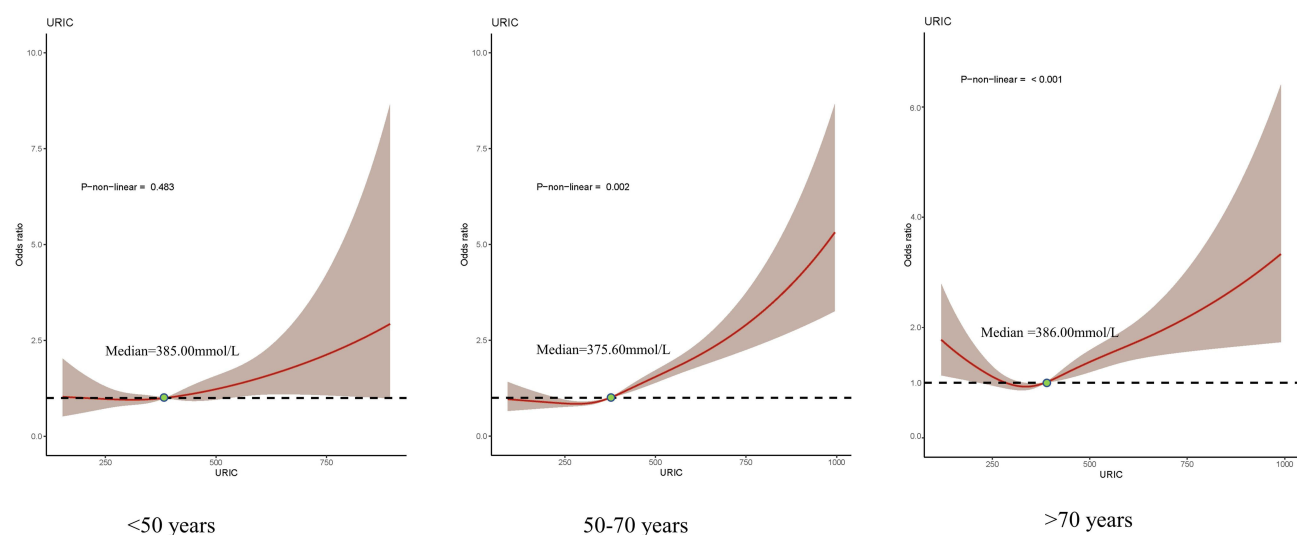 URIC
10.0
7.5
5.0
2.5
0.0
Odds ratio
P-non-linear = 0.483
Median=385.00mmol/L
250
500
750
URIC
<50 years
URIC
10.0
7.5
5.0
2.5
0.0
Odds ratio
P-non-linear = 0.002
Median=375.60mmol/L
250
500
750
1000
URIC
50-70 years
URIC
6.0
4.0
2.0
1.0
0.0
Odds ratio
P-non-linear = < 0.001
Median =386.00mmol/L
250
500
750
1000
URIC
>70 years